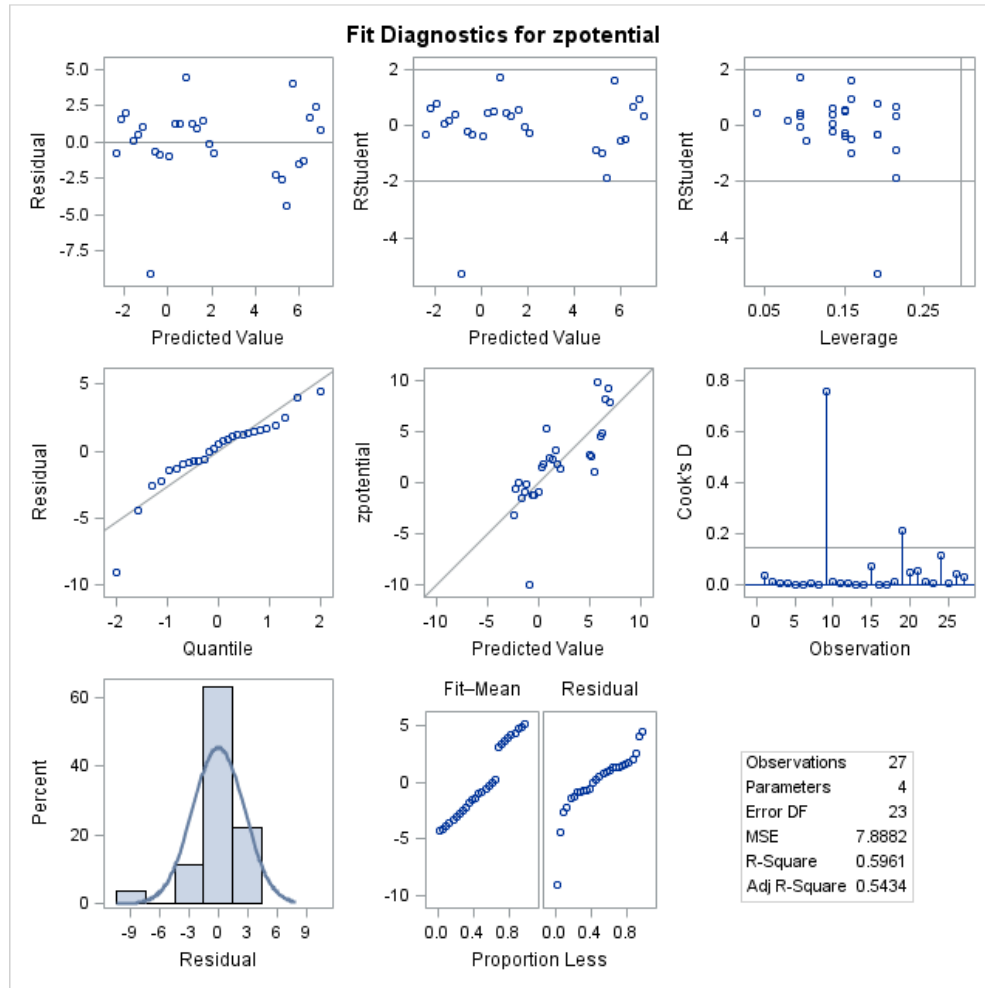 Fit Diagnostics for zpotential
5.0
2.5
0.0
-2.5
-5.0
-7.5
Residual
-2 0 2 4 6
Predicted Value
2
0
-2
-4
RStudent
-2 0 2 4 6
Predicted Value
2
0
-2
-4
RStudent
0.05 0.15 0.25
Leverage
5
0
-5
-10
Residual
-2 -1 0 1 2
Quantile
10
5
0
-5
-10
zpotential
-10 -5 0 5 10
Predicted Value
0.8
0.6
0.4
0.2
0.0
Cook's D
0 5 10 15 20 25
Observation
60
40
20
0
Percent
-9 -6 -3 0 3 6 9
Residual
Fit–Mean Residual
5
0
-5
-10
0.0 0.4 0.8 0.0 0.4 0.8
Proportion Less
Observations 27
Parameters 4
Error DF 23
MSE 7.8882
R-Square 0.5961
Adj R-Square 0.5434